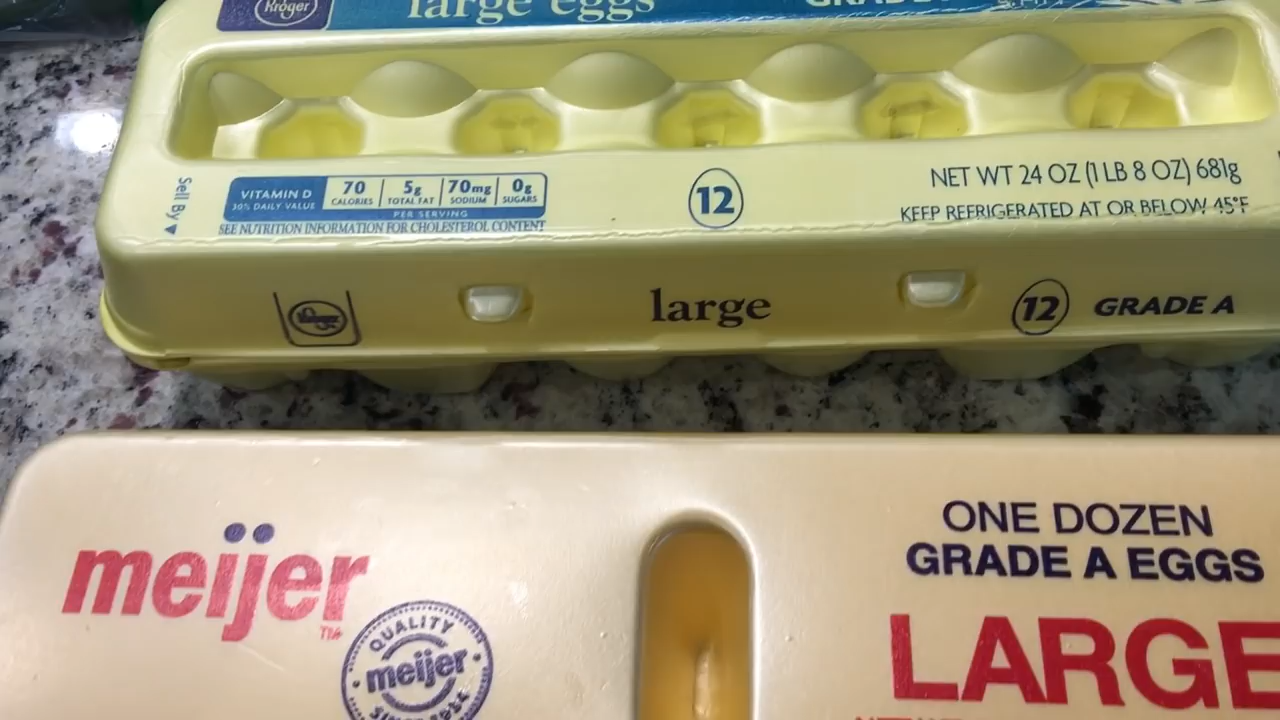 Kroger
large eggs
Sell By
VITAMIN D
30% DAILY VALUE
70 CALORIES
5g TOTAL FAT
70mg SODIUM
0g SUGARS
PER SERVING
SEE NUTRITION INFORMATION FOR CHOLESTEROL CONTENT
12
NET WT 24 OZ (1 LB 8 OZ) 681g
KEEP REFRIGERATED AT OR BELOW 45°F
large
12 GRADE A
meijer
TM
QUALITY
meijer
ONE DOZEN
GRADE A EGGS
LARGE